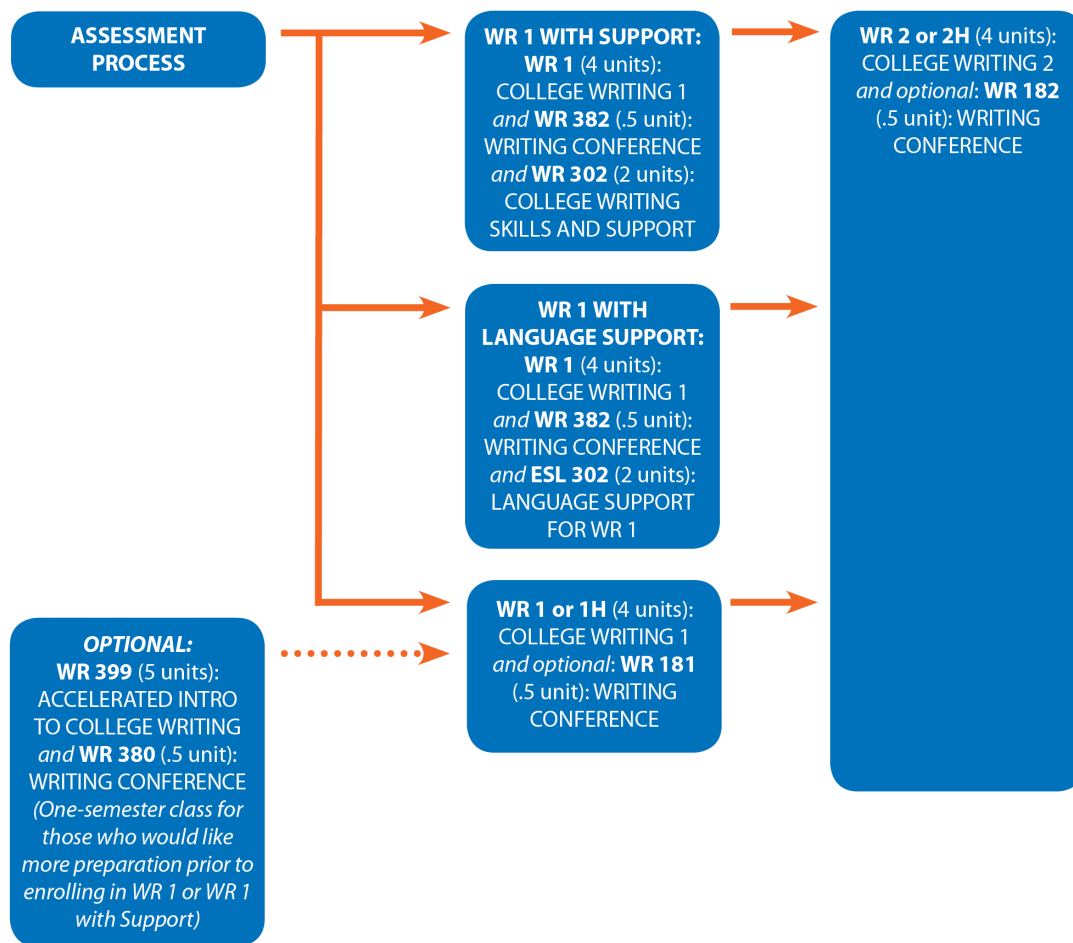 ASSESSMENT
PROCESS
WR 1 WITH SUPPORT:
WR 1 (4 units):
COLLEGE WRITING 1
and WR 382 (.5 unit):
WRITING CONFERENCE
and WR 302 (2 units):
COLLEGE WRITING
SKILLS AND SUPPORT
WR 2 or 2H (4 units):
COLLEGE WRITING 2
and optional: WR 182
(.5 unit): WRITING
CONFERENCE
WR 1 WITH
LANGUAGE SUPPORT:
WR 1 (4 units):
COLLEGE WRITING 1
and WR 382 (.5 unit):
WRITING CONFERENCE
and ESL 302 (2 units):
LANGUAGE SUPPORT
FOR WR 1
WR 1 or 1H (4 units):
COLLEGE WRITING 1
and optional: WR 181
(.5 unit): WRITING
CONFERENCE
OPTIONAL:
WR 399 (5 units):
ACCELERATED INTRO
TO COLLEGE WRITING
and WR 380 (.5 unit):
WRITING CONFERENCE
(One-semester class for
those who would like
more preparation prior to
enrolling in WR 1 or WR 1
with Support)